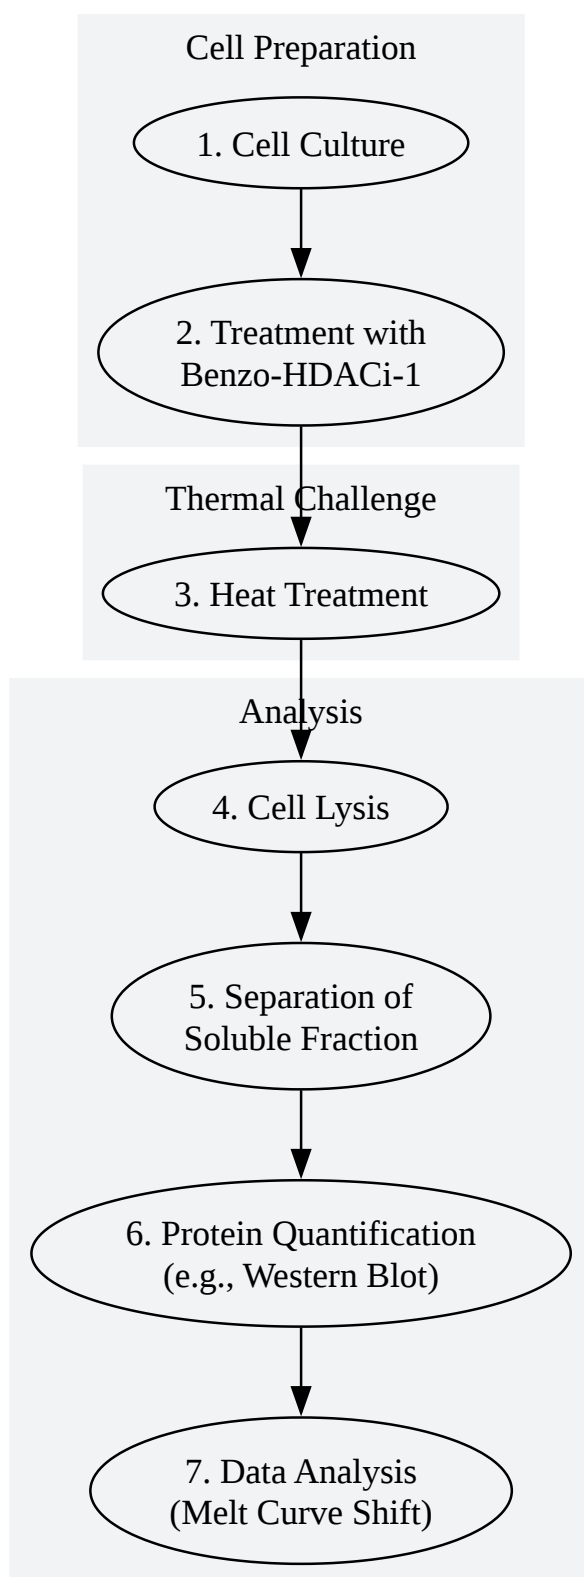 Cell Preparation
1. Cell Culture
2. Treatment with
Benzo-HDACi-1
Thermal Challenge
3. Heat Treatment
Analysis
4. Cell Lysis
5. Separation of
Soluble Fraction
6. Protein Quantification
(e.g., Western Blot)
7. Data Analysis
(Melt Curve Shift)